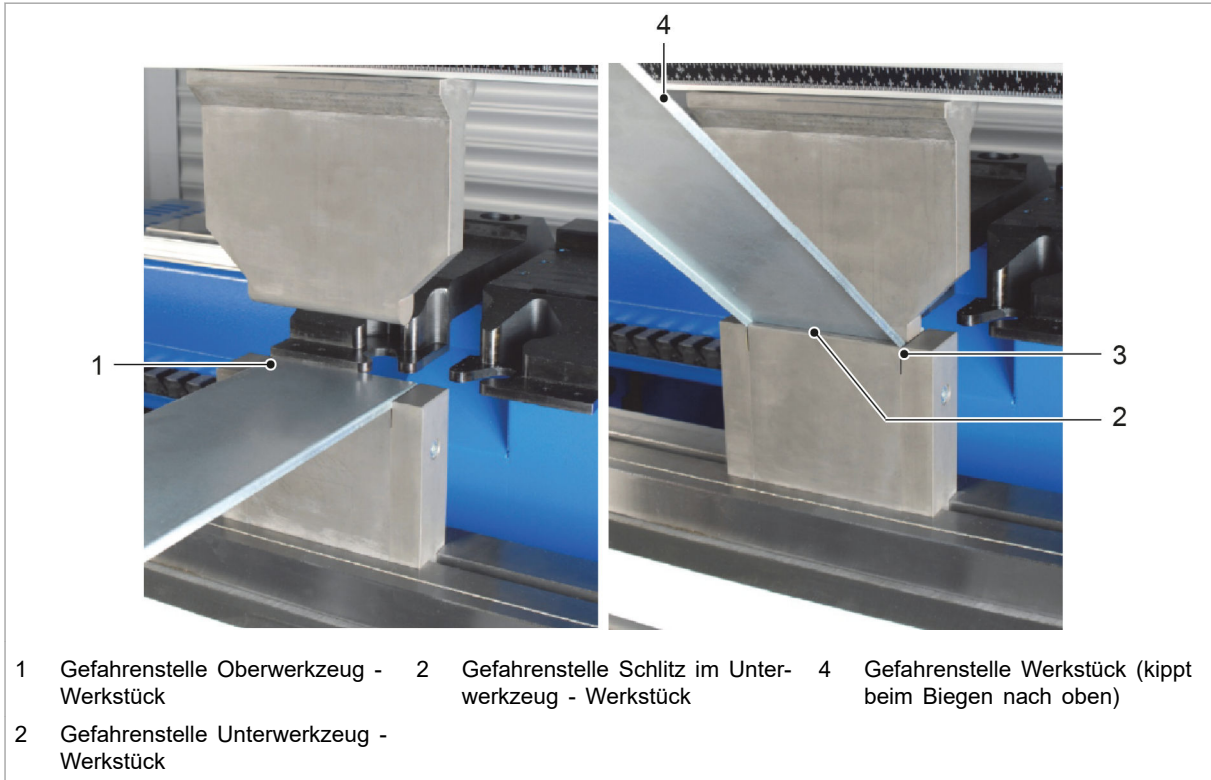 4
1
3
2
1 Gefahrenstelle Oberwerkzeug -
Werkstück
2 Gefahrenstelle Unterwerkzeug -
Werkstück
2 Gefahrenstelle Schlitz im Unter-
werkzeug - Werkstück
4 Gefahrenstelle Werkstück (kippt
beim Biegen nach oben)